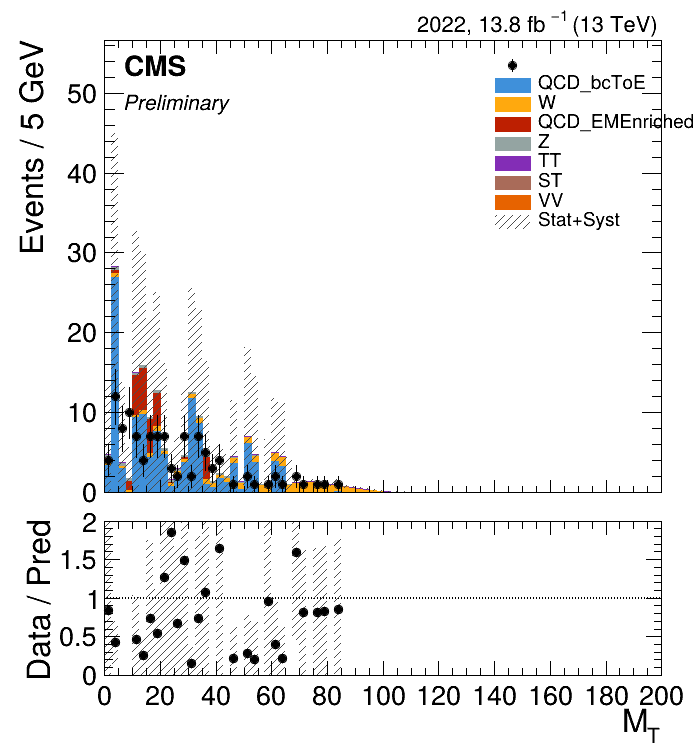 2022, 13.8 fb⁻¹ (13 TeV)
CMS
Preliminary
Events / 5 GeV
50
40
30
20
10
0
QCD_bcToE
W
QCD_EMEnriched
Z
TT
ST
VV
Stat+Syst
Data / Pred
2
1.5
1
0.5
0
0 20 40 60 80 100 120 140 160 180 200
M_T